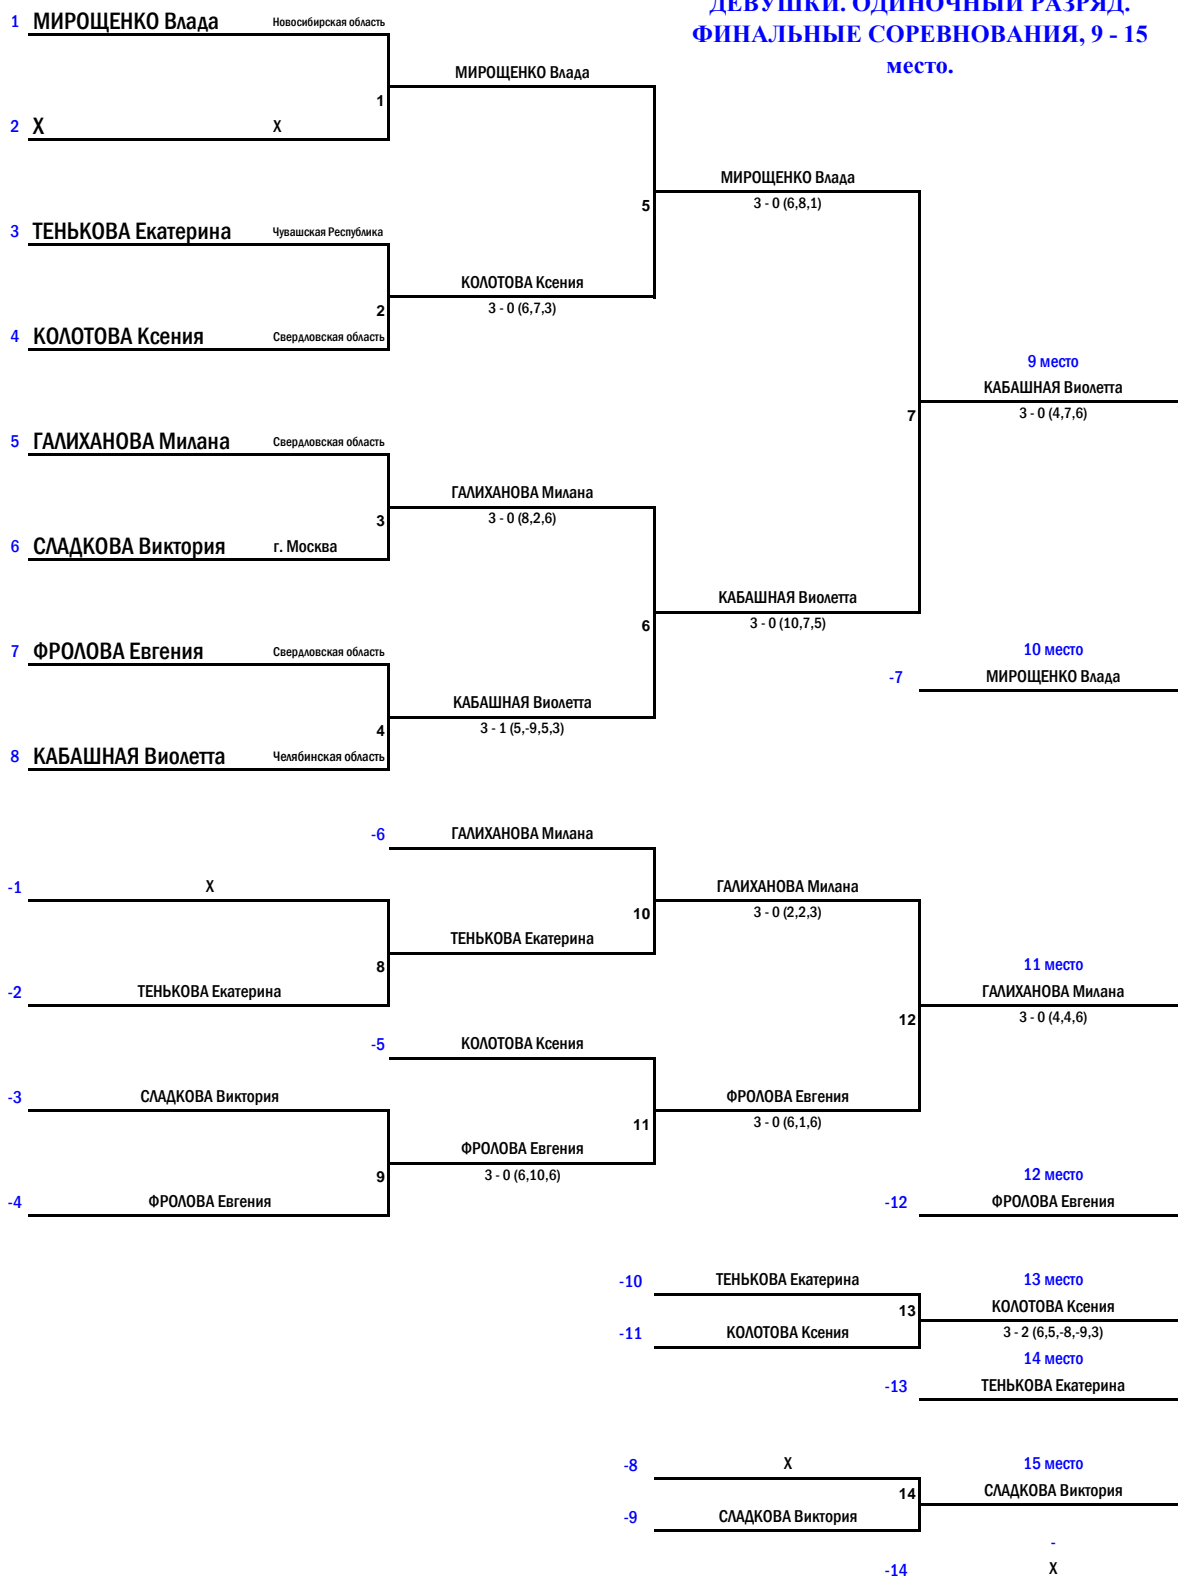 ДЕВУШКИ. ОДИНОЧНЫЙ РАЗРЯД.
ФИНАЛЬНЫЕ СОРЕВНОВАНИЯ, 9 - 15
место.
1 МИРОЩЕНКО Влада Новосибирская область
МИРОЩЕНКО Влада
1
2 X X
МИРОЩЕНКО Влада
5 3 - 0 (6,8,1)
3 ТЕНЬКОВА Екатерина Чувашская Республика
КОЛОТОВА Ксения
2 3 - 0 (6,7,3)
4 КОЛОТОВА Ксения Свердловская область
9 место
КАБАШНАЯ Виолетта
7 3 - 0 (4,7,6)
5 ГАЛИХАНОВА Милана Свердловская область
ГАЛИХАНОВА Милана
3 3 - 0 (8,2,6)
6 СЛАДКОВА Виктория г. Москва
КАБАШНАЯ Виолетта
6 3 - 0 (10,7,5)
7 ФРОЛОВА Евгения Свердловская область 10 место
-7 МИРОЩЕНКО Влада
КАБАШНАЯ Виолетта
4 3 - 1 (5,-9,5,3)
8 КАБАШНАЯ Виолетта Челябинская область
-6 ГАЛИХАНОВА Милана
-1 X ГАЛИХАНОВА Милана
10 3 - 0 (2,2,3)
ТЕНЬКОВА Екатерина
8 11 место
-2 ТЕНЬКОВА Екатерина ГАЛИХАНОВА Милана
12 3 - 0 (4,4,6)
-5 КОЛОТОВА Ксения
-3 СЛАДКОВА Виктория ФРОЛОВА Евгения
11 3 - 0 (6,1,6)
ФРОЛОВА Евгения
9 3 - 0 (6,10,6) 12 место
-4 ФРОЛОВА Евгения -12 ФРОЛОВА Евгения
-10 ТЕНЬКОВА Екатерина 13 место
13 КОЛОТОВА Ксения
-11 КОЛОТОВА Ксения 3 - 2 (6,5,-8,-9,3)
14 место
-13 ТЕНЬКОВА Екатерина
-8 X 15 место
14 СЛАДКОВА Виктория
-9 СЛАДКОВА Виктория
-
-14 X